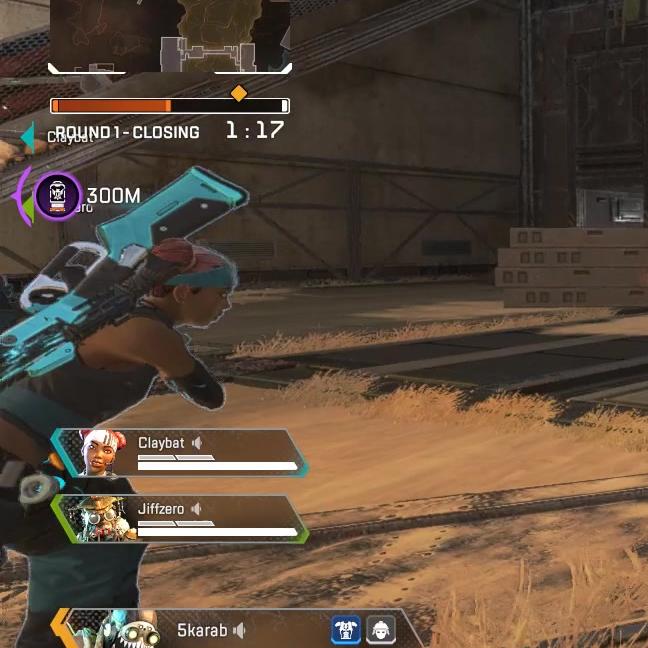 ROUND 1 - CLOSING 1:17
Claybat
300M
Claybat
Jiffzero
5karab